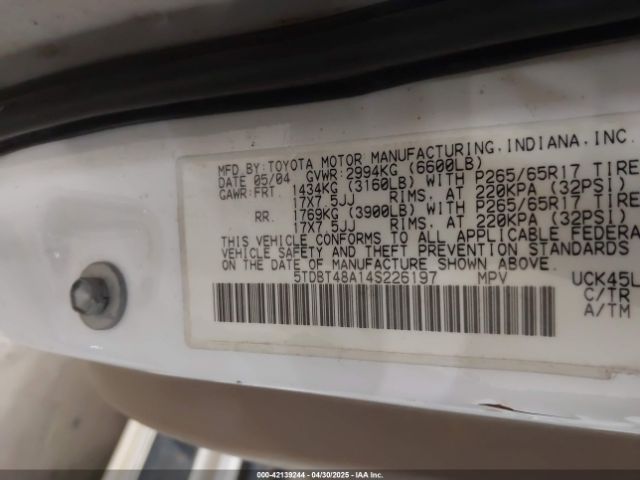 MFD.BY:TOYOTA MOTOR MANUFACTURING,INDIANA,INC.
DATE 05/04 GVWR:2994KG (6600LB)
GAWR:FRT. 1434KG (3160LB) WITH P265/65R17 TIRE
17X7.5JJ RIMS, AT 220KPA (32PSI)
RR. 1769KG (3900LB) WITH P265/65R17 TIRE
17X7.5JJ RIMS, AT 220KPA (32PSI)
THIS VEHICLE CONFORMS TO ALL APPLICABLE FEDERA
VEHICLE SAFETY AND THEFT PREVENTION STANDARDS
ON THE DATE OF MANUFACTURE SHOWN ABOVE
5TDBT48A14S226197 MPV UCK45L
C/TR
A/TM
000-42139244 - 04/30/2025 - IAA Inc.